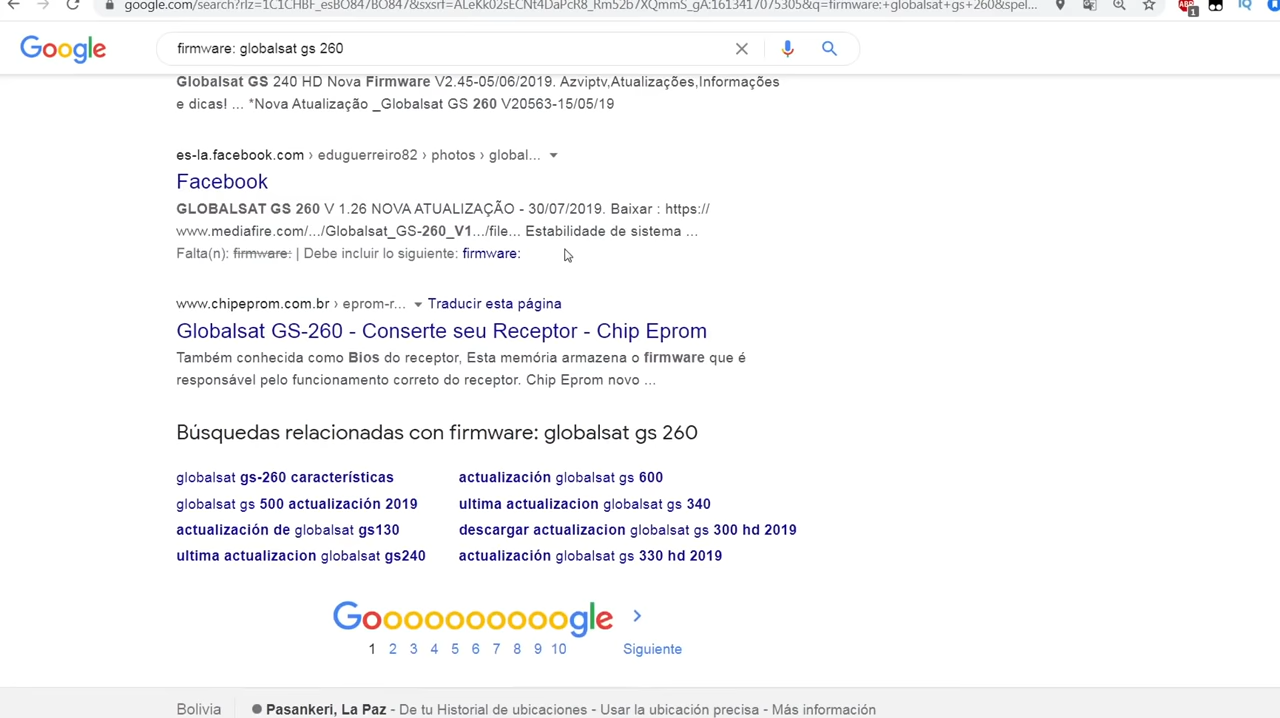 google.com/search?rlz=1C1CHBF_esBO847BO847&sxsrf=ALeKk02sECNt4DaPcR8_Rm52b7XQmmS_gA:1613417075305&q=firmware:+globalsat+gs+260&spel...
1
Google
firmware: globalsat gs 260
Globalsat GS 240 HD Nova Firmware V2.45-05/06/2019. Azviptv,Atualizações,Informações
e dicas! ... *Nova Atualização _Globalsat GS 260 V20563-15/05/19
es-la.facebook.com › eduguerreiro82 › photos › global...
Facebook
GLOBALSAT GS 260 V 1.26 NOVA ATUALIZAÇÃO - 30/07/2019. Baixar : https://
www.mediafire.com/.../Globalsat_GS-260_V1.../file... Estabilidade de sistema ...
Falta(n): firmware: | Debe incluir lo siguiente: firmware:
www.chipeprom.com.br › eprom-r... Traducir esta página
Globalsat GS-260 - Conserte seu Receptor - Chip Eprom
Também conhecida como Bios do receptor, Esta memória armazena o firmware que é
responsável pelo funcionamento correto do receptor. Chip Eprom novo ...
Búsquedas relacionadas con firmware: globalsat gs 260
globalsat gs-260 características actualización globalsat gs 600
globalsat gs 500 actualización 2019 ultima actualizacion globalsat gs 340
actualización de globalsat gs130 descargar actualizacion globalsat gs 300 hd 2019
ultima actualizacion globalsat gs240 actualización globalsat gs 330 hd 2019
Goooooooooogle
1 2 3 4 5 6 7 8 9 10 Siguiente
Bolivia Pasankeri, La Paz - De tu Historial de ubicaciones - Usar la ubicación precisa - Más información